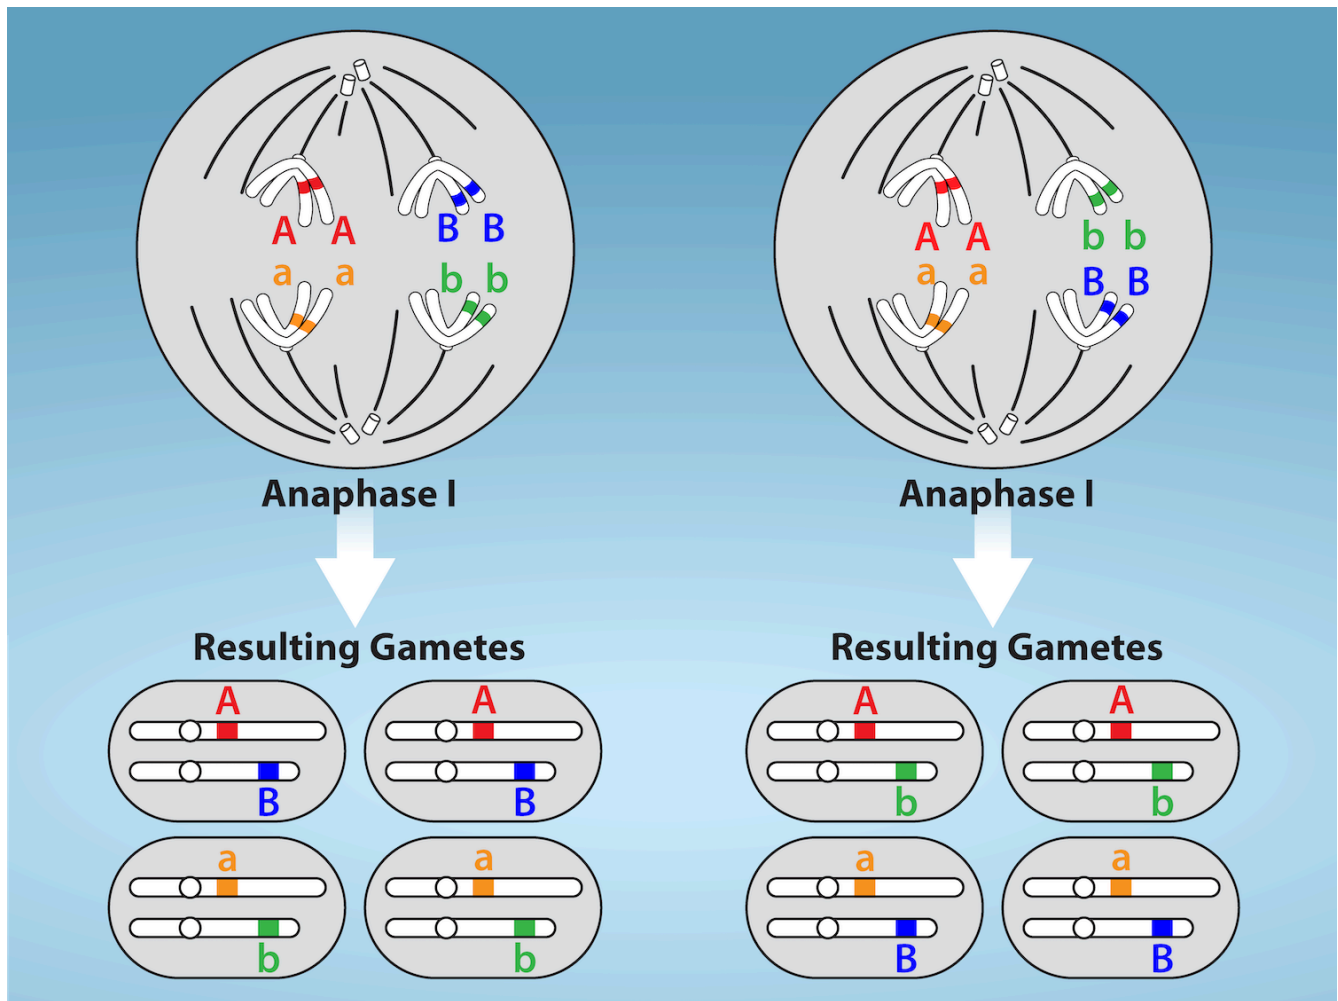 A A B B
a a b b
A A b b
a a B B
Anaphase I
Anaphase I
Resulting Gametes
Resulting Gametes
A A
B B
a a
b b
A A
b b
a a
B B